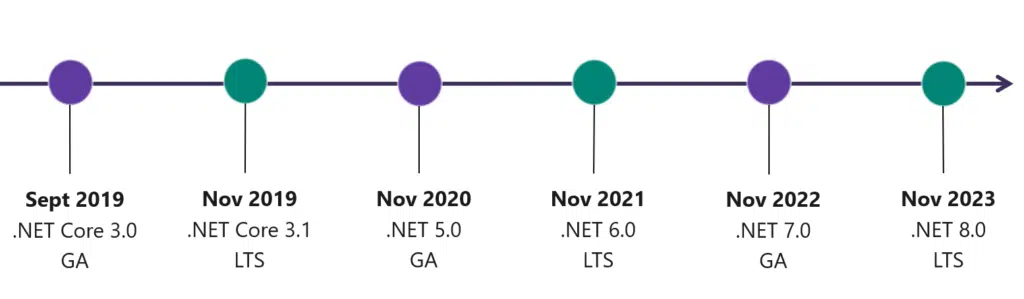 Sept 2019
.NET Core 3.0
GA
Nov 2019
.NET Core 3.1
LTS
Nov 2020
.NET 5.0
GA
Nov 2021
.NET 6.0
LTS
Nov 2022
.NET 7.0
GA
Nov 2023
.NET 8.0
LTS